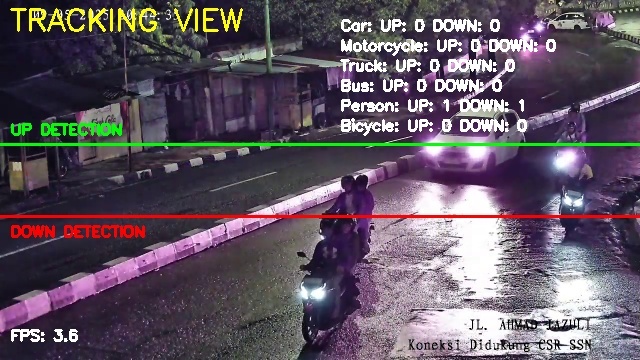 TRACKING VIEW
Car: UP: 0 DOWN: 0
Motorcycle: UP: 0 DOWN: 0
Truck: UP: 0 DOWN: 0
Bus: UP: 0 DOWN: 0
Person: UP: 1 DOWN: 1
Bicycle: UP: 0 DOWN: 0
UP DETECTION
DOWN DETECTION
FPS: 3.6
JL. AHMAD JAZULI
Koneksi Didukung CSR SSN